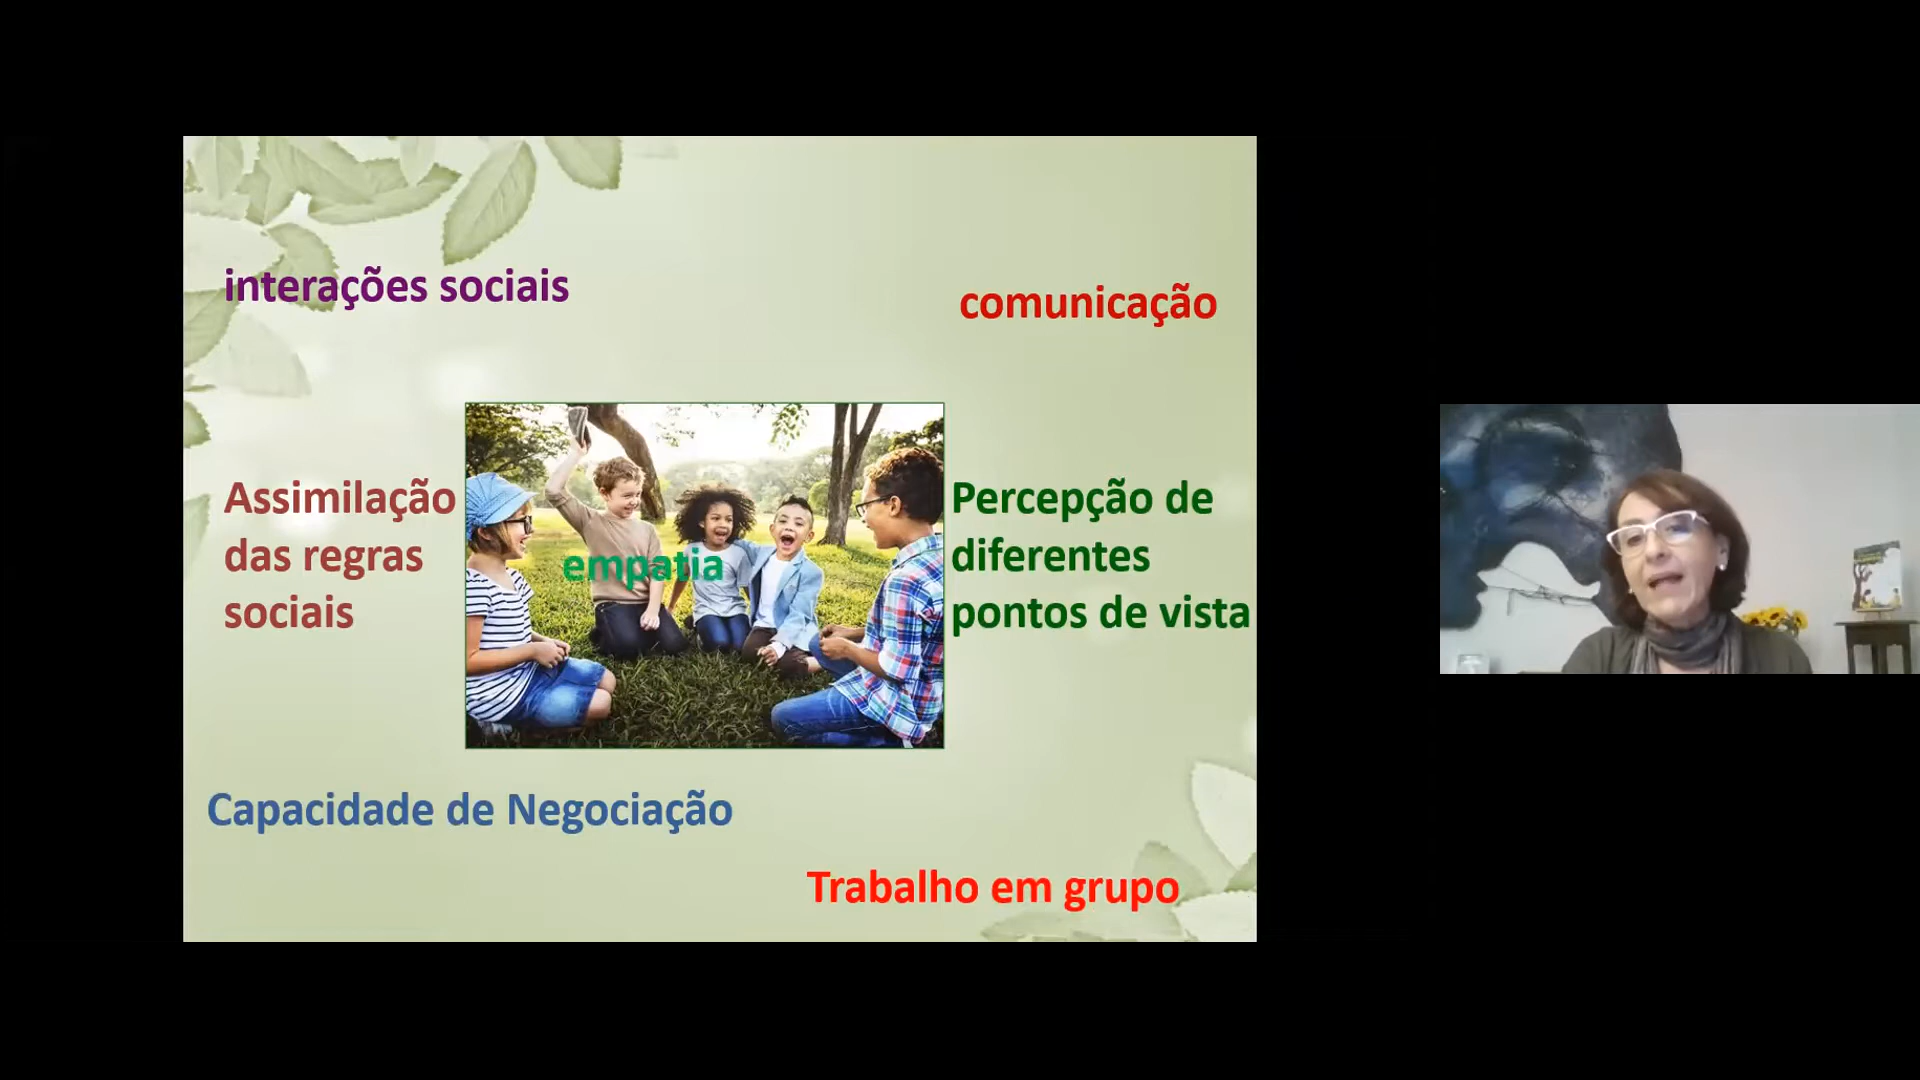 interações sociais
comunicação
Assimilação
das regras
sociais
empatia
Percepção de
diferentes
pontos de vista
Capacidade de Negociação
Trabalho em grupo